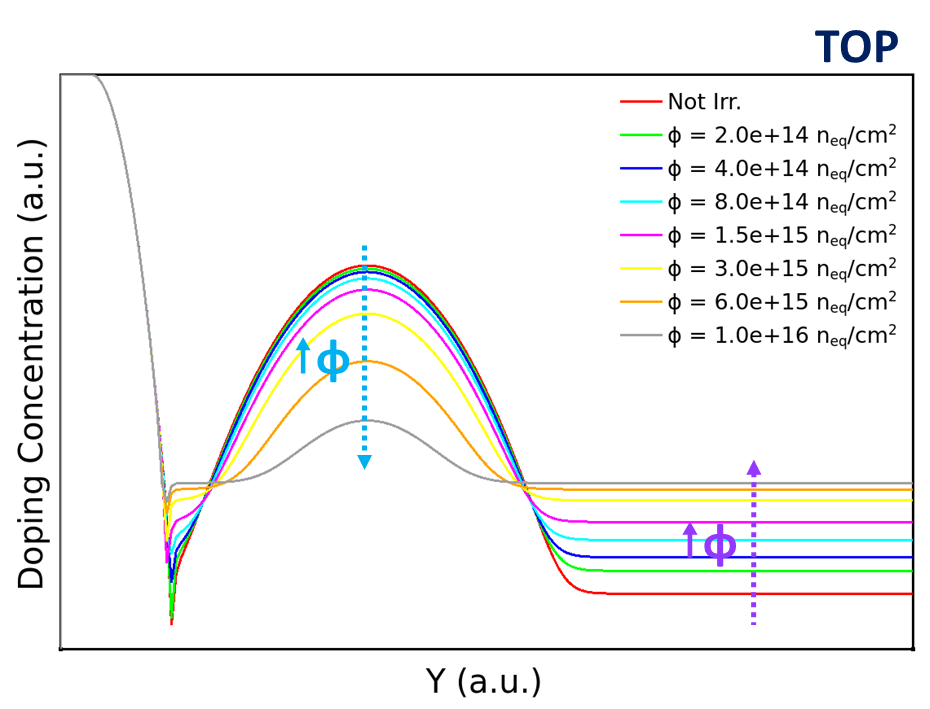 TOP
Doping Concentration (a.u.)
Not Irr.
ϕ = 2.0e+14 nₑq/cm²
ϕ = 4.0e+14 nₑq/cm²
ϕ = 8.0e+14 nₑq/cm²
ϕ = 1.5e+15 nₑq/cm²
ϕ = 3.0e+15 nₑq/cm²
ϕ = 6.0e+15 nₑq/cm²
ϕ = 1.0e+16 nₑq/cm²
ϕ
ϕ
Y (a.u.)